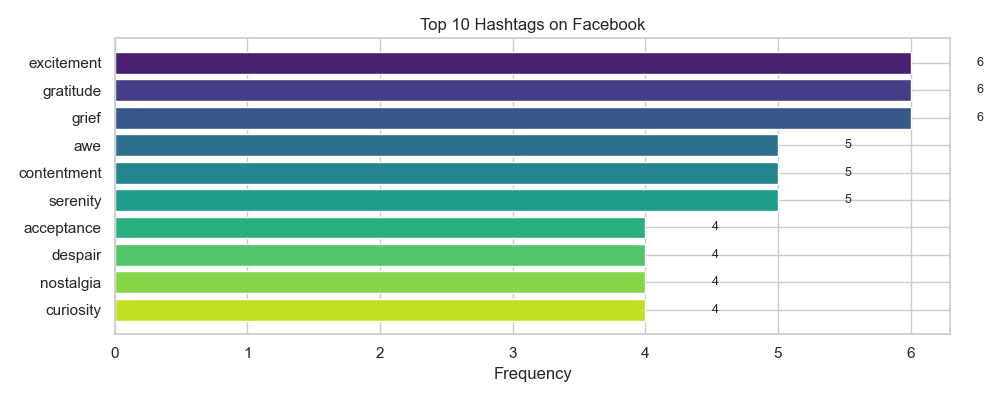 Top 10 Hashtags on Facebook
excitement 6
gratitude 6
grief 6
awe 5
contentment 5
serenity 5
acceptance 4
despair 4
nostalgia 4
curiosity 4
0 1 2 3 4 5 6
Frequency